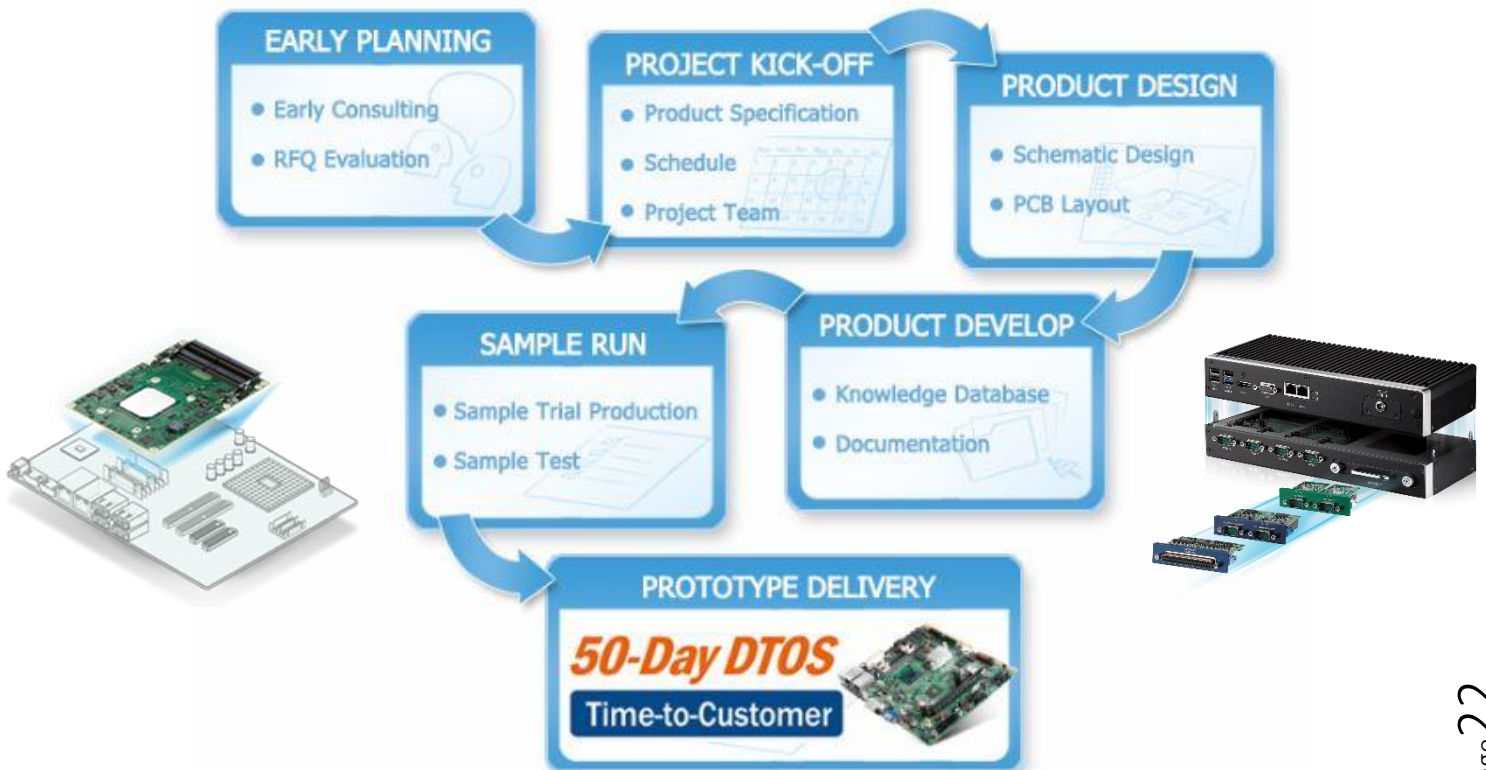 EARLY PLANNING
Early Consulting
RFQ Evaluation
PROJECT KICK-OFF
Product Specification
Schedule
Project Team
PRODUCT DESIGN
Schematic Design
PCB Layout
PRODUCT DEVELOP
Knowledge Database
Documentation
SAMPLE RUN
Sample Trial Production
Sample Test
PROTOTYPE DELIVERY
50-Day DTOS
Time-to-Customer
22